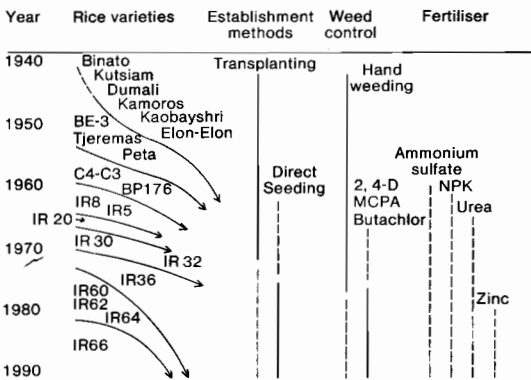 Year Rice varieties Establishment methods Weed control Fertiliser
1940 Binato Transplanting Hand weeding
Kutsiam
Dumali
Kamoros
Kaobayshri
1950 BE-3 Elon-Elon
Tjeremas
Peta
C4-C3 Direct Seeding Ammonium sulfate
1960 BP176 2, 4-D NPK
IR8 IR5 MCPA Urea
IR 20 Butachlor
IR 30
1970 IR 32
IR36
IR60
IR62 Zinc
1980 IR64
IR66
1990